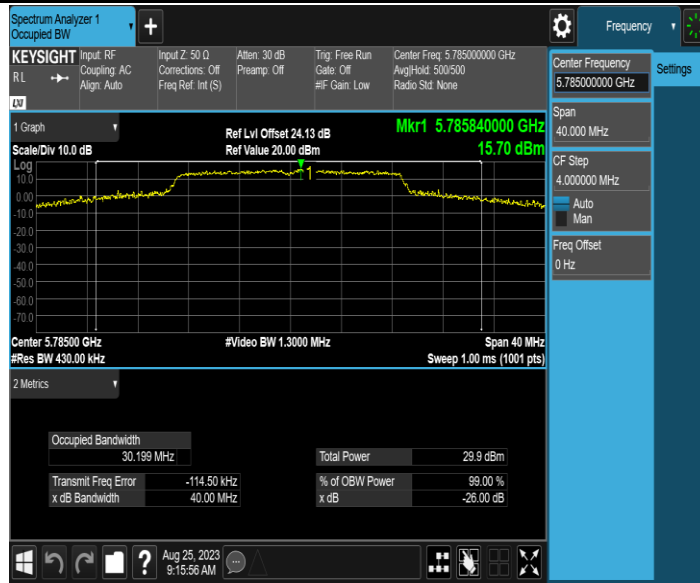 Spectrum Analyzer 1
Occupied BW
+
Frequency
KEYSIGHT
RL
LXI
Input: RF
Coupling: AC
Align: Auto
Input Z: 50 Ω
Corrections: Off
Freq Ref: Int (S)
Atten: 30 dB
Preamp: Off
Trig: Free Run
Gate: Off
#IF Gain: Low
Center Freq: 5.785000000 GHz
Avg|Hold: 500/500
Radio Std: None
Center Frequency
5.785000000 GHz
Settings
Span
40.000 MHz
CF Step
4.000000 MHz
Auto
Man
Freq Offset
0 Hz
1 Graph
Scale/Div 10.0 dB
Ref Lvl Offset 24.13 dB
Ref Value 20.00 dBm
Mkr1 5.785840000 GHz
15.70 dBm
Log
10.0
0.00
-10.0
-20.0
-30.0
-40.0
-50.0
-60.0
-70.0
1
Center 5.78500 GHz
#Res BW 430.00 kHz
#Video BW 1.3000 MHz
Span 40 MHz
Sweep 1.00 ms (1001 pts)
2 Metrics
Occupied Bandwidth
30.199 MHz
Total Power 29.9 dBm
Transmit Freq Error -114.50 kHz
% of OBW Power 99.00 %
x dB Bandwidth 40.00 MHz
x dB -26.00 dB
?
Aug 25, 2023
9:15:56 AM